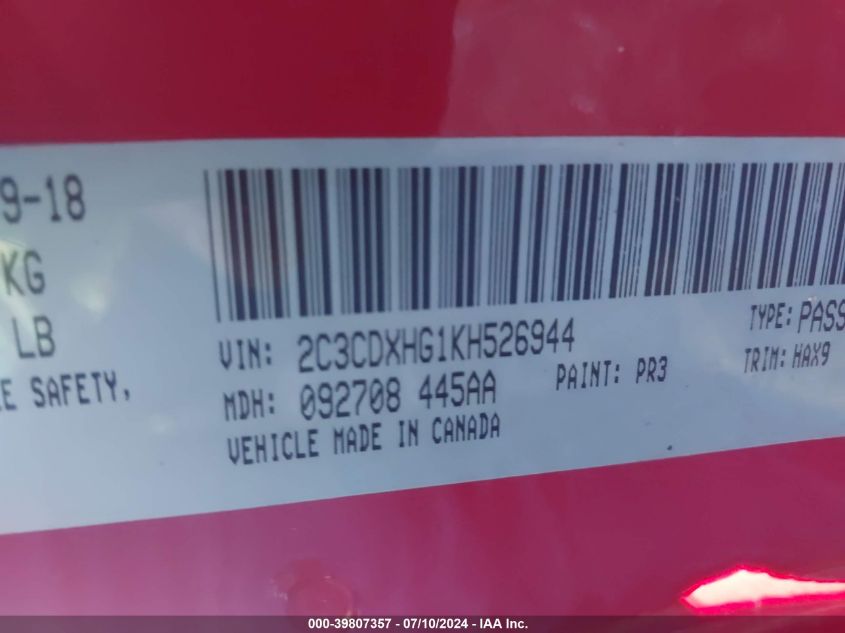 9-18
KG
LB
E SAFETY,
VIN: 2C3CDXHG1KH526944
TYPE: PASS
MDH: 092708 445AA
PAINT: PR3
TRIM: HAX9
VEHICLE MADE IN CANADA
000-39807357 - 07/10/2024 - IAA Inc.